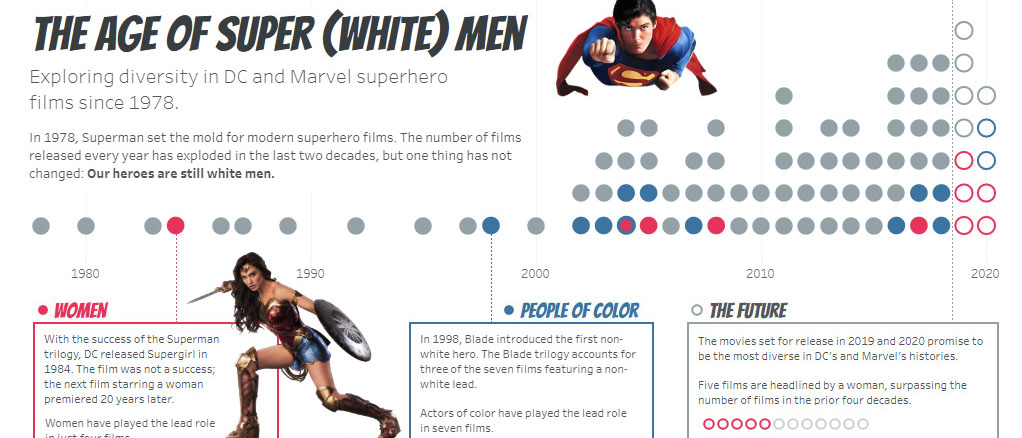 THE AGE OF SUPER (WHITE) MEN
Exploring diversity in DC and Marvel superhero
films since 1978.
In 1978, Superman set the mold for modern superhero films. The number of films
released every year has exploded in the last two decades, but one thing has not
changed: Our heroes are still white men.
1980
1990
2000
2010
2020
WOMEN
With the success of the Superman
trilogy, DC released Supergirl in
1984. The film was not a success;
the next film starring a woman
premiered 20 years later.
Women have played the lead role
in just four films.
PEOPLE OF COLOR
In 1998, Blade introduced the first non-
white hero. The Blade trilogy accounts for
three of the seven films featuring a non-
white lead.
Actors of color have played the lead role
in seven films.
THE FUTURE
The movies set for release in 2019 and 2020 promise to
be the most diverse in DC's and Marvel's histories.
Five films are headlined by a woman, surpassing the
number of films in the prior four decades.